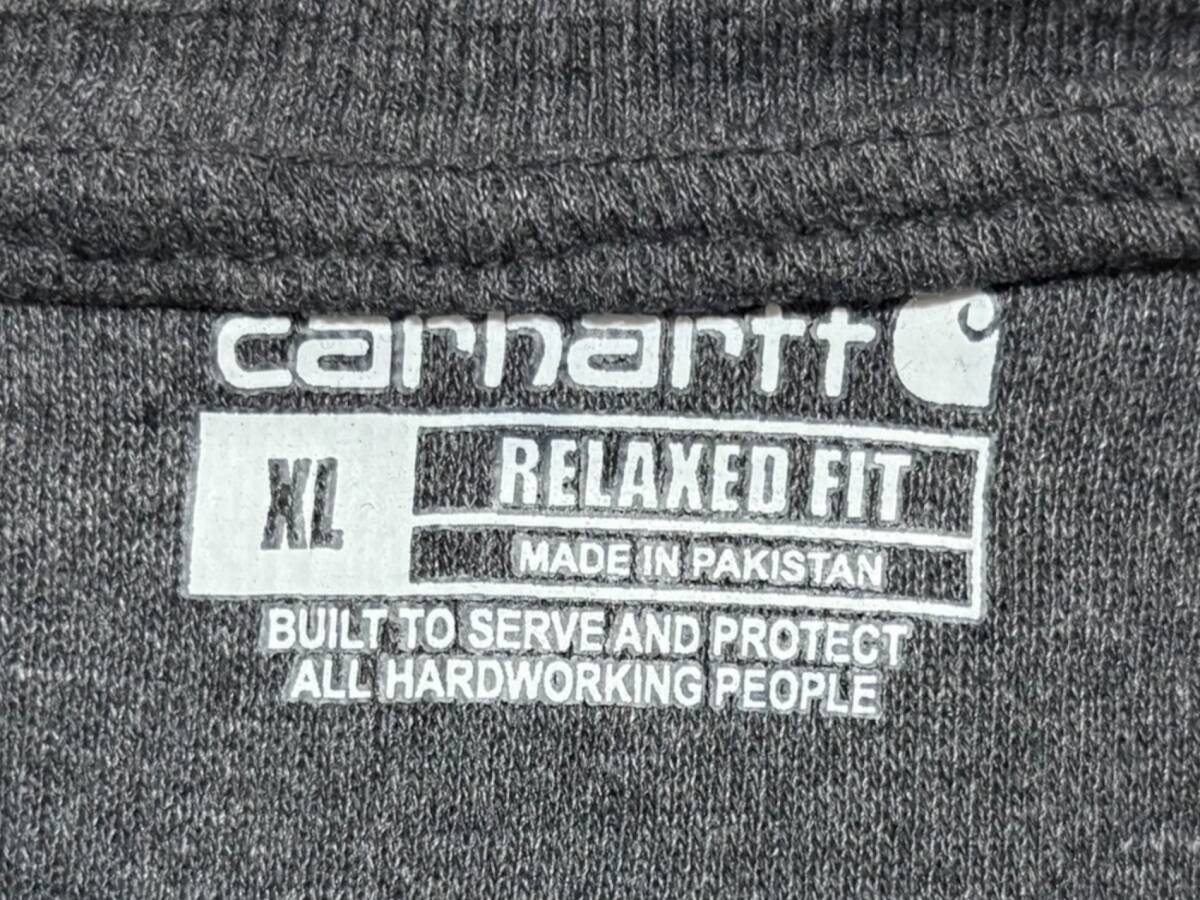 carhartt
XL
RELAXED FIT
MADE IN PAKISTAN
BUILT TO SERVE AND PROTECT
ALL HARDWORKING PEOPLE